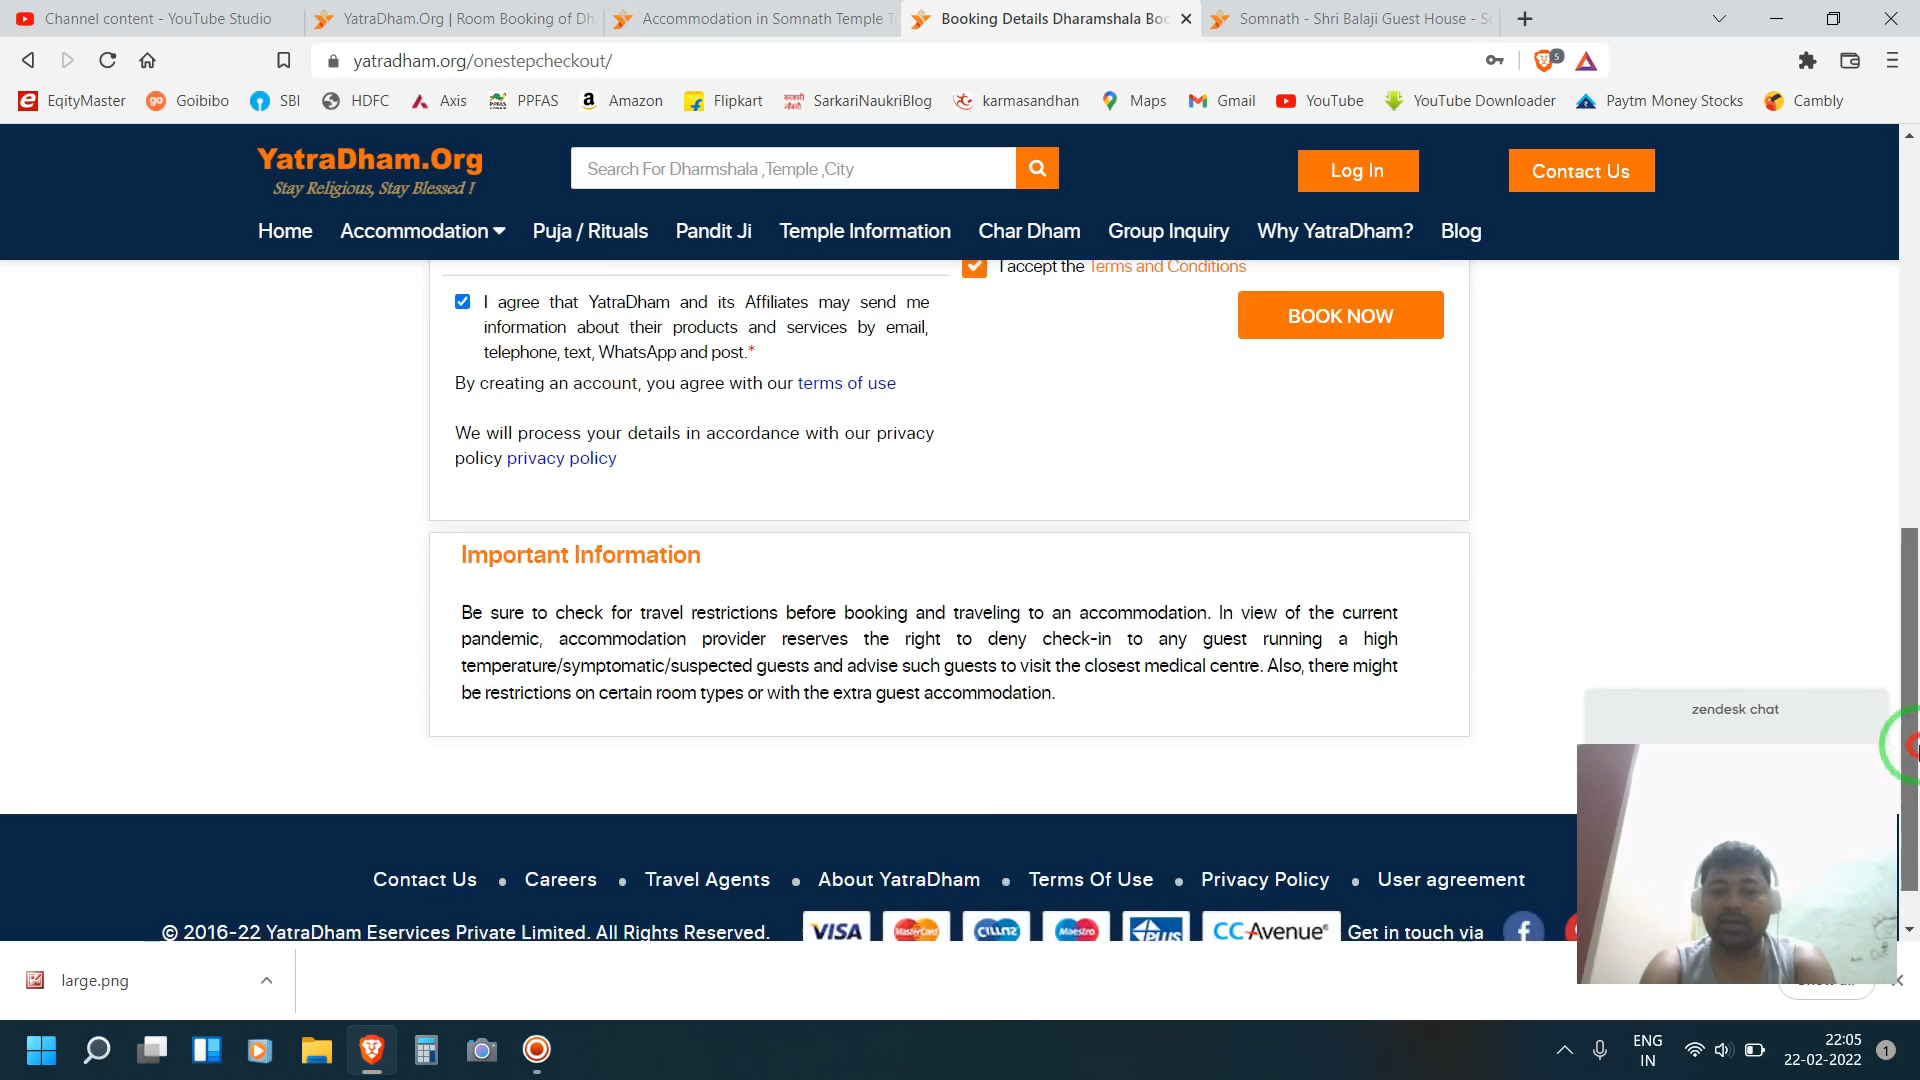 Channel content - YouTube Studio
YatraDham.Org | Room Booking of Dh
Accommodation in Somnath Temple T
Booking Details Dharamshala Boo
Somnath - Shri Balaji Guest House - So
yatradham.org/onestepcheckout/
5
EqityMaster
Goibibo
SBI
HDFC
Axis
PPFAS
Amazon
Flipkart
SarkariNaukriBlog
karmasandhan
Maps
Gmail
YouTube
YouTube Downloader
Paytm Money Stocks
Cambly
YatraDham.Org
Stay Religious, Stay Blessed !
Search For Dharmshala ,Temple ,City
Log In
Contact Us
Home
Accommodation
Puja / Rituals
Pandit Ji
Temple Information
Char Dham
Group Inquiry
Why YatraDham?
Blog
I accept the Terms and Conditions
I agree that YatraDham and its Affiliates may send me
information about their products and services by email,
telephone, text, WhatsApp and post.*
BOOK NOW
By creating an account, you agree with our terms of use
We will process your details in accordance with our privacy
policy privacy policy
Important Information
Be sure to check for travel restrictions before booking and traveling to an accommodation. In view of the current
pandemic, accommodation provider reserves the right to deny check-in to any guest running a high
temperature/symptomatic/suspected guests and advise such guests to visit the closest medical centre. Also, there might
be restrictions on certain room types or with the extra guest accommodation.
zendesk chat
Contact Us
Careers
Travel Agents
About YatraDham
Terms Of Use
Privacy Policy
User agreement
© 2016-22 YatraDham Eservices Private Limited. All Rights Reserved.
VISA
MasterCard
Maestro
PLUS
CCAvenue
Get in touch via
large.png
ENG
IN
22:05
22-02-2022
1